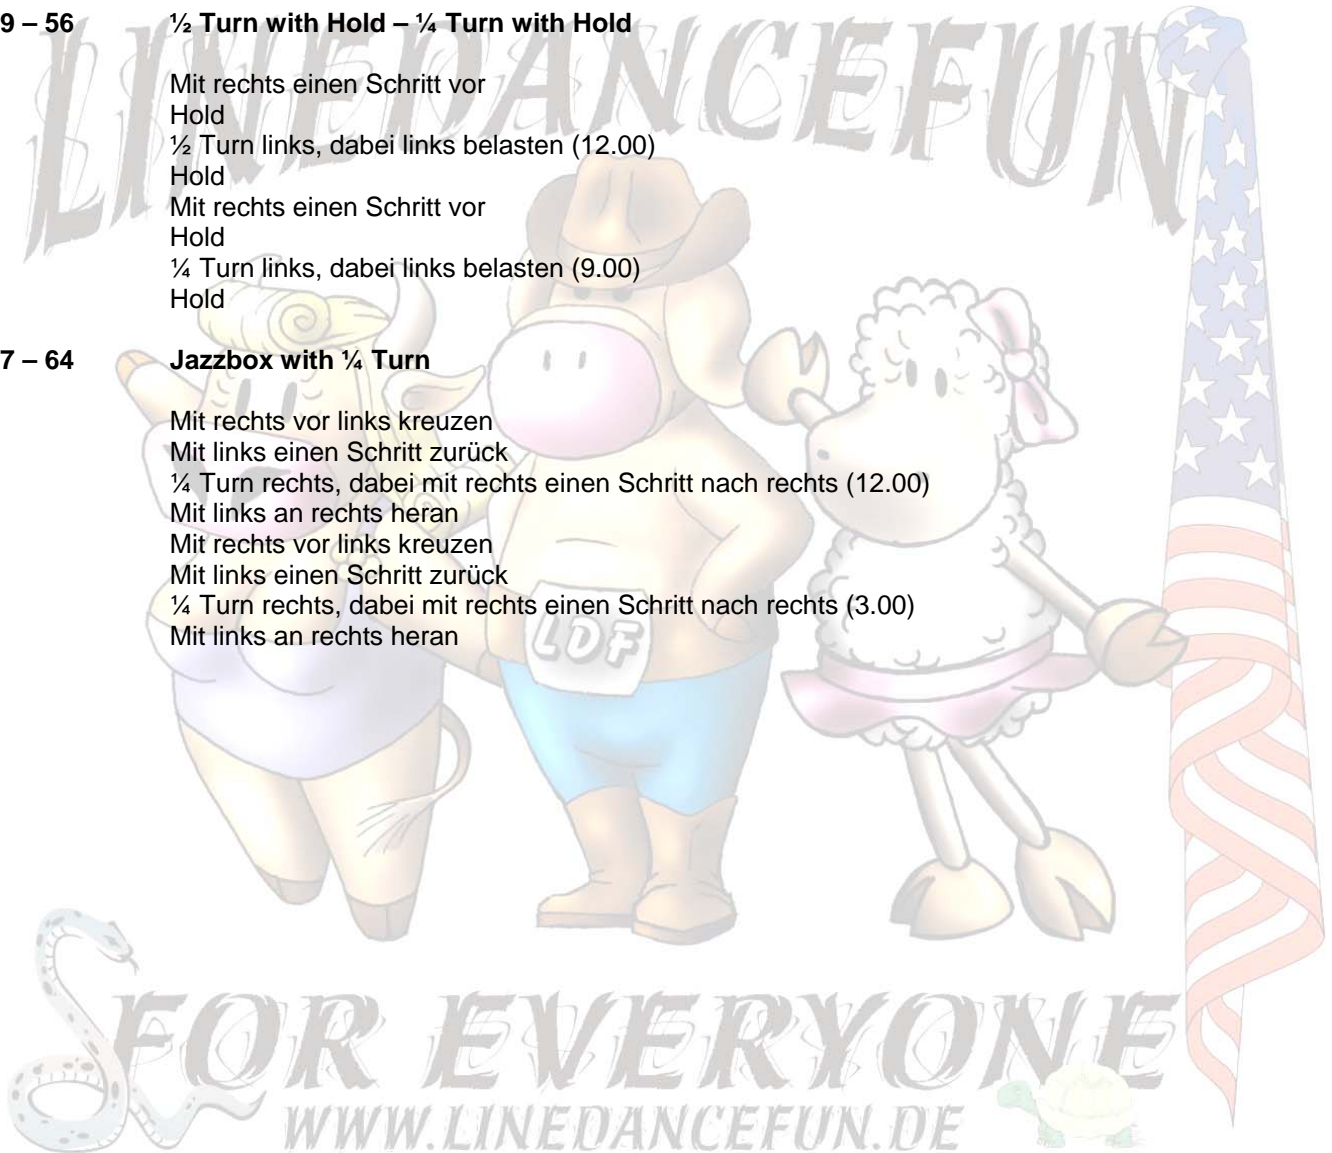 LINEDANCEFUN
9 – 56 ½ Turn with Hold – ¼ Turn with Hold
Mit rechts einen Schritt vor
Hold
½ Turn links, dabei links belasten (12.00)
Hold
Mit rechts einen Schritt vor
Hold
¼ Turn links, dabei links belasten (9.00)
Hold
7 – 64 Jazzbox with ¼ Turn
Mit rechts vor links kreuzen
Mit links einen Schritt zurück
¼ Turn rechts, dabei mit rechts einen Schritt nach rechts (12.00)
Mit links an rechts heran
Mit rechts vor links kreuzen
Mit links einen Schritt zurück
¼ Turn rechts, dabei mit rechts einen Schritt nach rechts (3.00)
Mit links an rechts heran
LDF
FOR EVERYONE
WWW.LINEDANCEFUN.DE